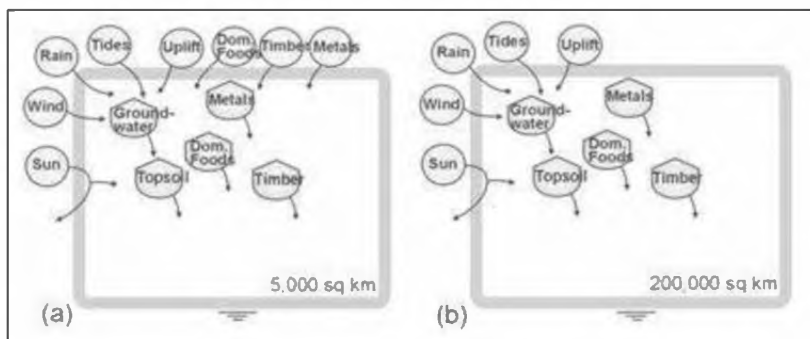 Rain
Tides
Uplift
Dom.
Foods
Timber
Metals
Wind
Ground-
water
Metals
Sun
Topsoil
Dom.
Foods
Timber
5,000 sq km
(a)
Rain
Tides
Uplift
Wind
Ground-
water
Metals
Sun
Topsoil
Dom.
Foods
Timber
200,000 sq km
(b)